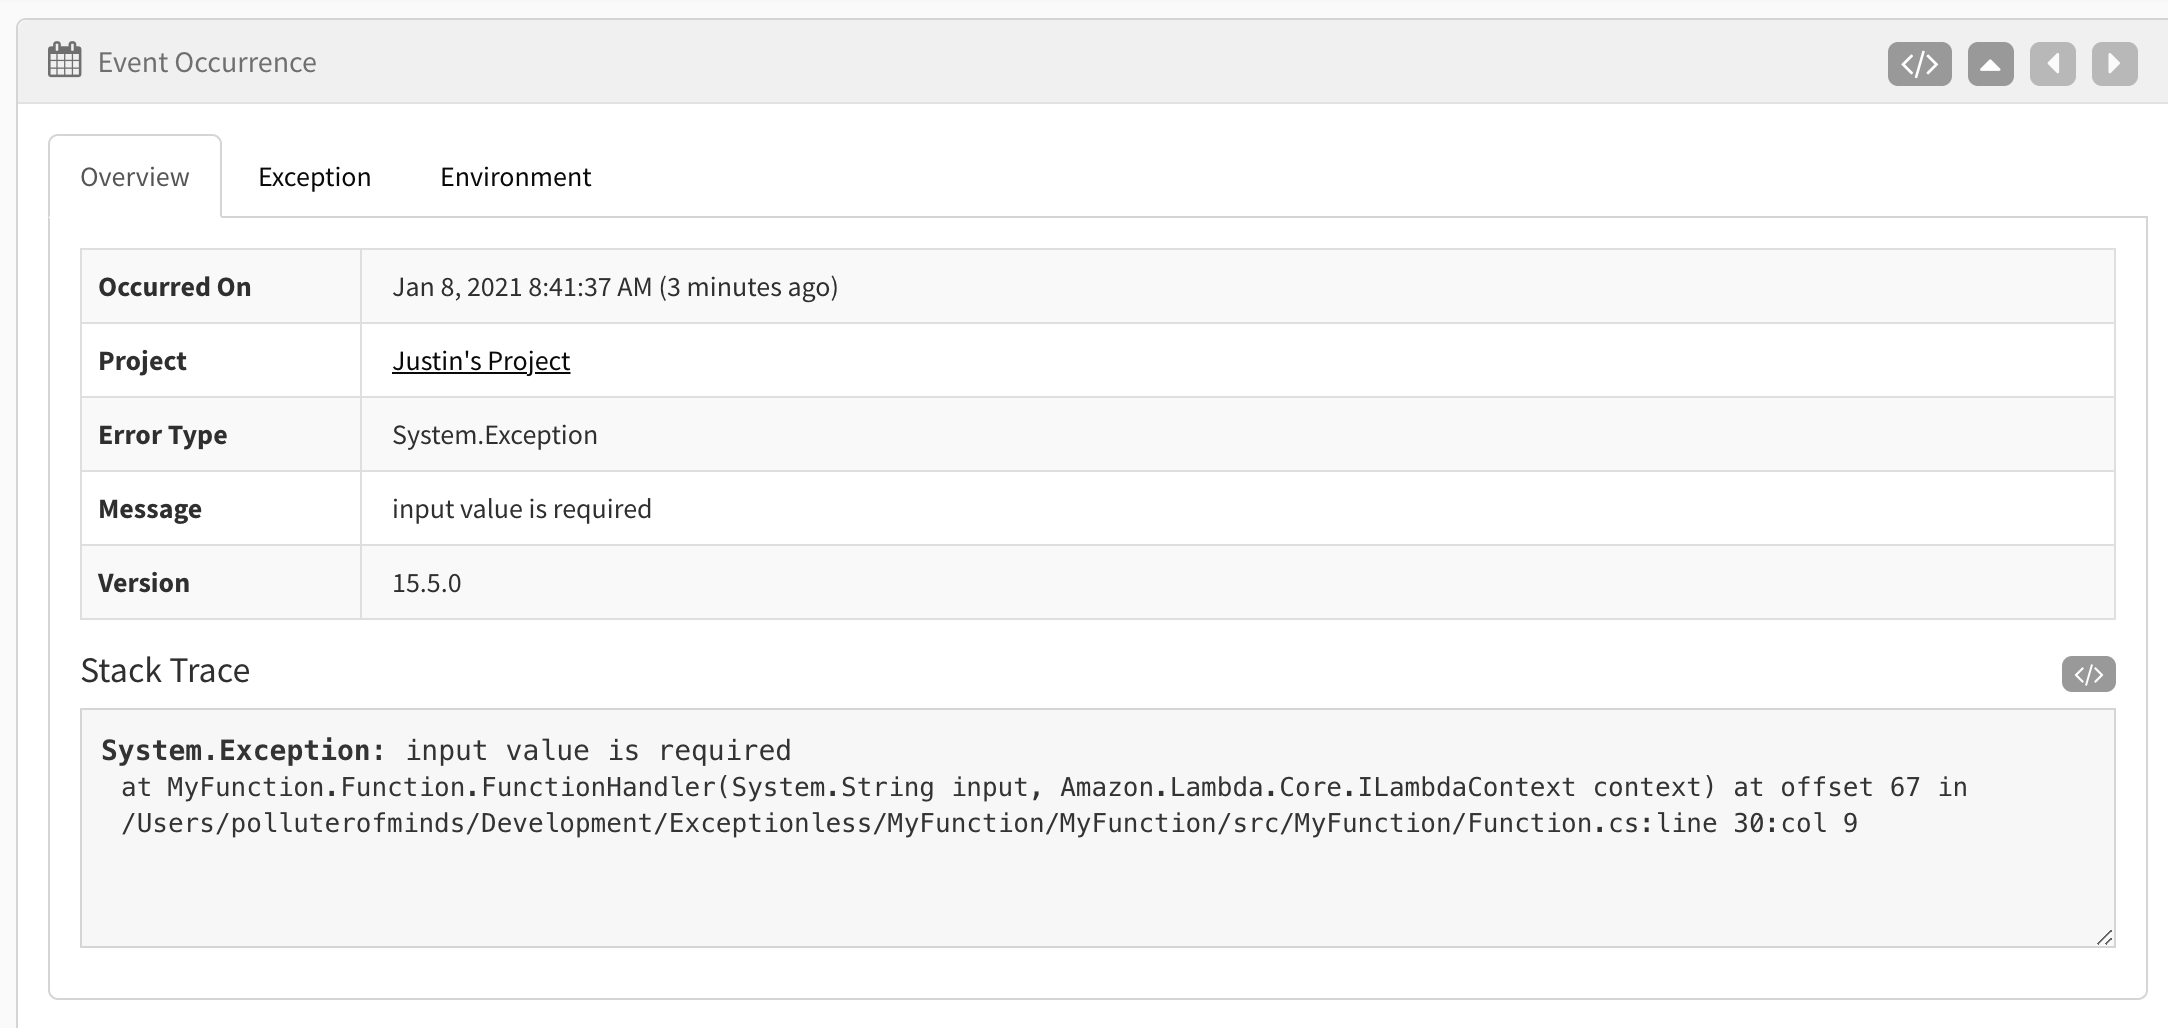 Event Occurrence
</>
Overview Exception Environment
Occurred On Jan 8, 2021 8:41:37 AM (3 minutes ago)
Project Justin's Project
Error Type System.Exception
Message input value is required
Version 15.5.0
Stack Trace
</>
System.Exception: input value is required
at MyFunction.Function.FunctionHandler(System.String input, Amazon.Lambda.Core.ILambdaContext context) at offset 67 in
/Users/polluterofminds/Development/Exceptionless/MyFunction/MyFunction/src/MyFunction/Function.cs:line 30:col 9